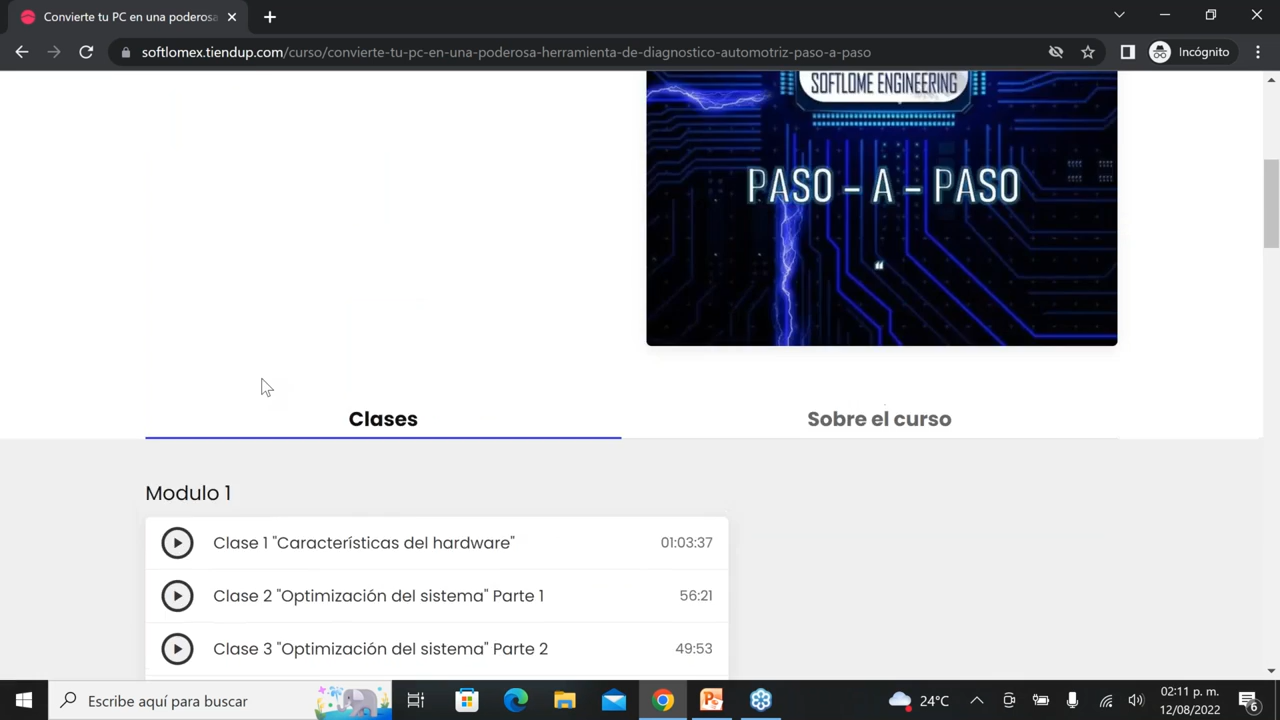 Convierte tu PC en una poderosa
softlomex.tiendup.com/curso/convierte-tu-pc-en-una-poderosa-herramienta-de-diagnostico-automotriz-paso-a-paso
Incógnito
SOFTLOME ENGINEERING
PASO - A - PASO
“
Clases
Sobre el curso
Modulo 1
Clase 1 "Características del hardware"
01:03:37
Clase 2 "Optimización del sistema" Parte 1
56:21
Clase 3 "Optimización del sistema" Parte 2
49:53
Escribe aquí para buscar
24°C
02:11 p. m.
12/08/2022
6